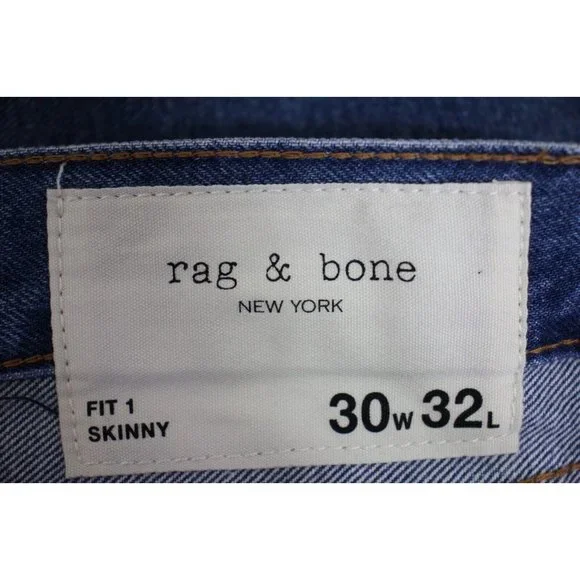 rag & bone
NEW YORK
FIT 1
SKINNY
30W 32L